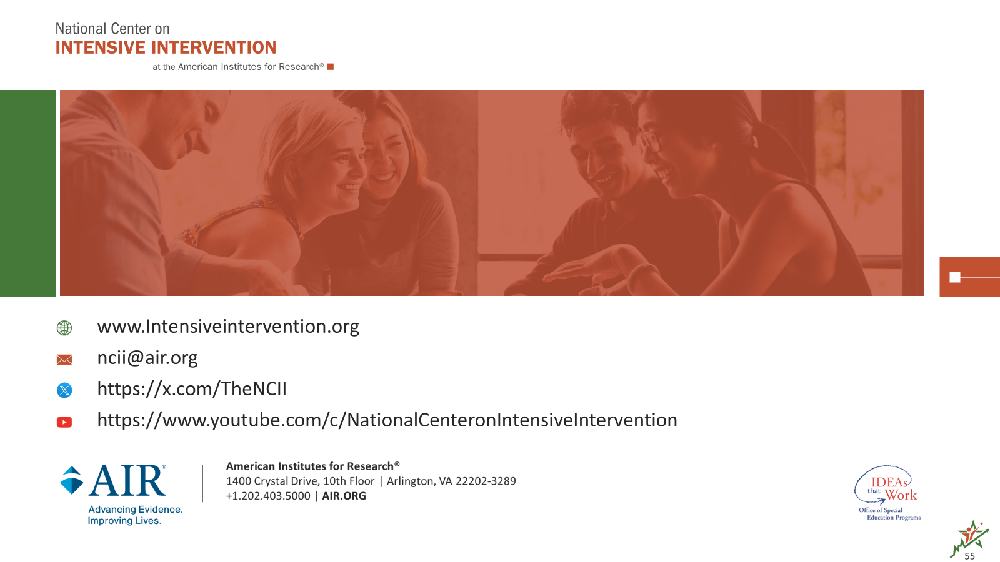 National Center on
INTENSIVE INTERVENTION
at the American Institutes for Research®
www.Intensiveintervention.org
ncii@air.org
https://x.com/TheNCII
https://www.youtube.com/c/NationalCenteronIntensiveIntervention
AIR®
Advancing Evidence.
Improving Lives.
American Institutes for Research®
1400 Crystal Drive, 10th Floor | Arlington, VA 22202-3289
+1.202.403.5000 | AIR.ORG
IDEAs
that Work
Office of Special
Education Programs
55